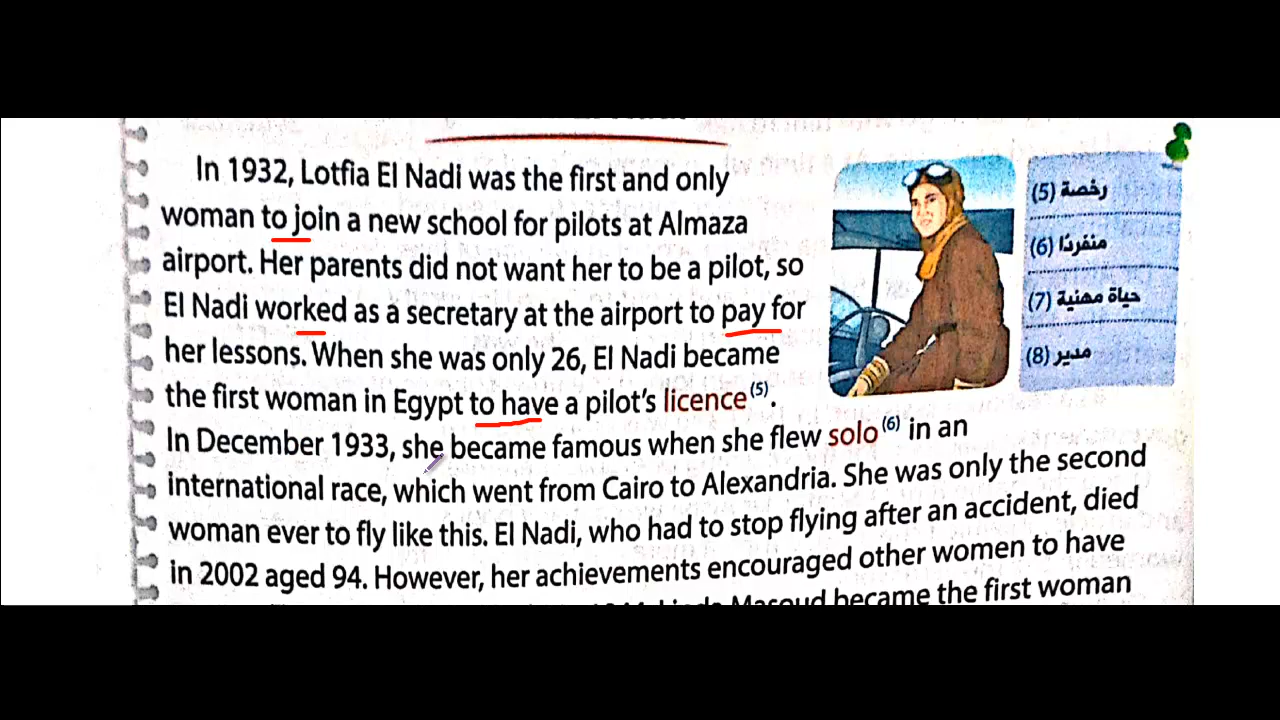 In 1932, Lotfia El Nadi was the first and only
woman to join a new school for pilots at Almaza
airport. Her parents did not want her to be a pilot, so
El Nadi worked as a secretary at the airport to pay for
her lessons. When she was only 26, El Nadi became
the first woman in Egypt to have a pilot's licence(5).
In December 1933, she became famous when she flew solo(6) in an
international race, which went from Cairo to Alexandria. She was only the second
woman ever to fly like this. El Nadi, who had to stop flying after an accident, died
in 2002 aged 94. However, her achievements encouraged other women to have
Masoud became the first woman
(5) رخصة
(6) منفردًا
(7) حياة مهنية
(8) مدير